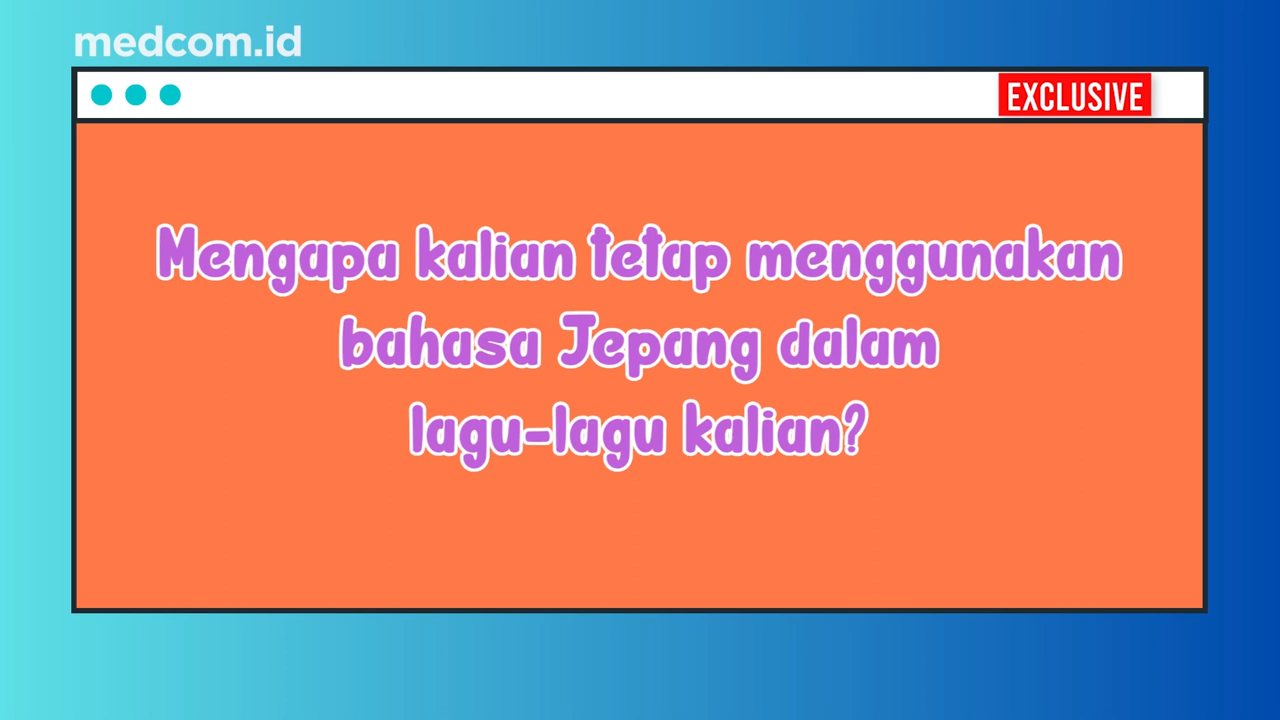 medcom.id
EXCLUSIVE
Mengapa kalian tetap menggunakan
bahasa Jepang dalam
lagu-lagu kalian?